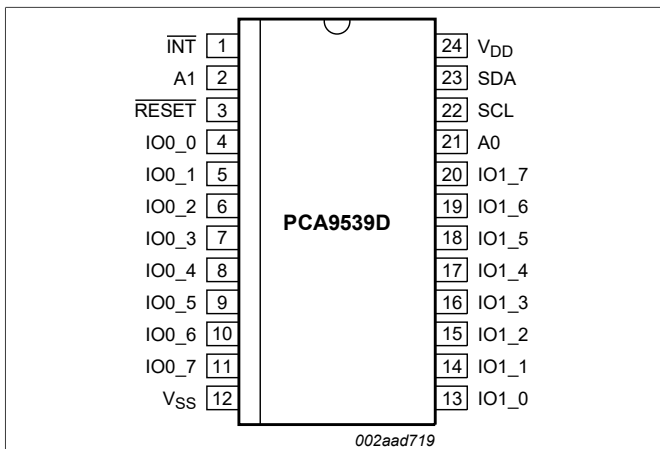 INT 1 24 VDD
A1 2 23 SDA
RESET 3 22 SCL
IO0_0 4 21 A0
IO0_1 5 20 IO1_7
IO0_2 6 19 IO1_6
PCA9539D
IO0_3 7 18 IO1_5
IO0_4 8 17 IO1_4
IO0_5 9 16 IO1_3
IO0_6 10 15 IO1_2
IO0_7 11 14 IO1_1
VSS 12 13 IO1_0
002aad719